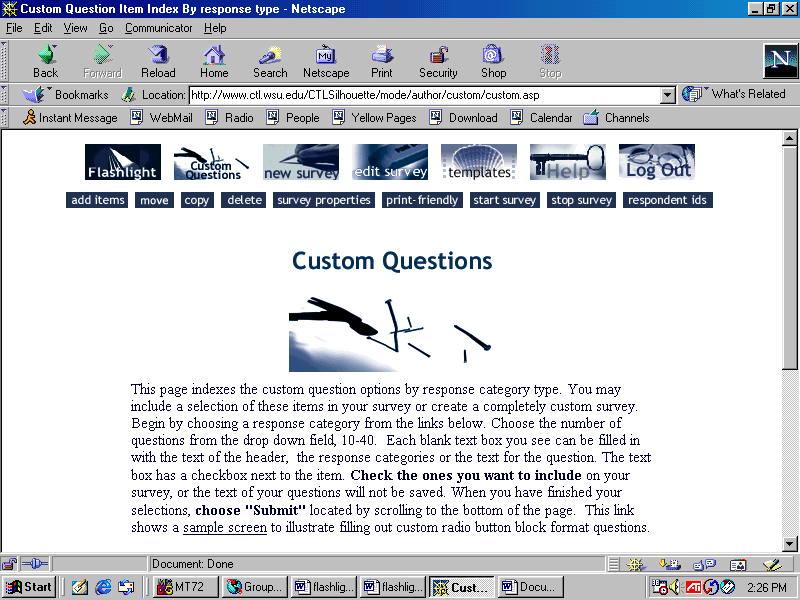 Custom Question Item Index By response type - Netscape
File Edit View Go Communicator Help
My N
Back Forward Reload Home Search Netscape Print Security Shop Stop
Bookmarks Location: http://www.ctl.wsu.edu/CTLSilhouette/mode/author/custom/custom.asp What's Related
Instant Message WebMail Radio People Yellow Pages Download Calendar Channels
Flashlight Custom Questions new survey edit survey templates Help Log Out
add items move copy delete survey properties print-friendly start survey stop survey respondent ids
Custom Questions
This page indexes the custom question options by response category type. You may
include a selection of these items in your survey or create a completely custom survey.
Begin by choosing a response category from the links below. Choose the number of
questions from the drop down field, 10-40. Each blank text box you see can be filled in
with the text of the header, the response categories or the text for the question. The text
box has a checkbox next to the item. Check the ones you want to include on your
survey, or the text of your questions will not be saved. When you have finished your
selections, choose "Submit" located by scrolling to the bottom of the page. This link
shows a sample screen to illustrate filling out custom radio button block format questions.
Document: Done
Start MT72 Group... flashlig... flashlig... Cust... Docu... 2:26 PM